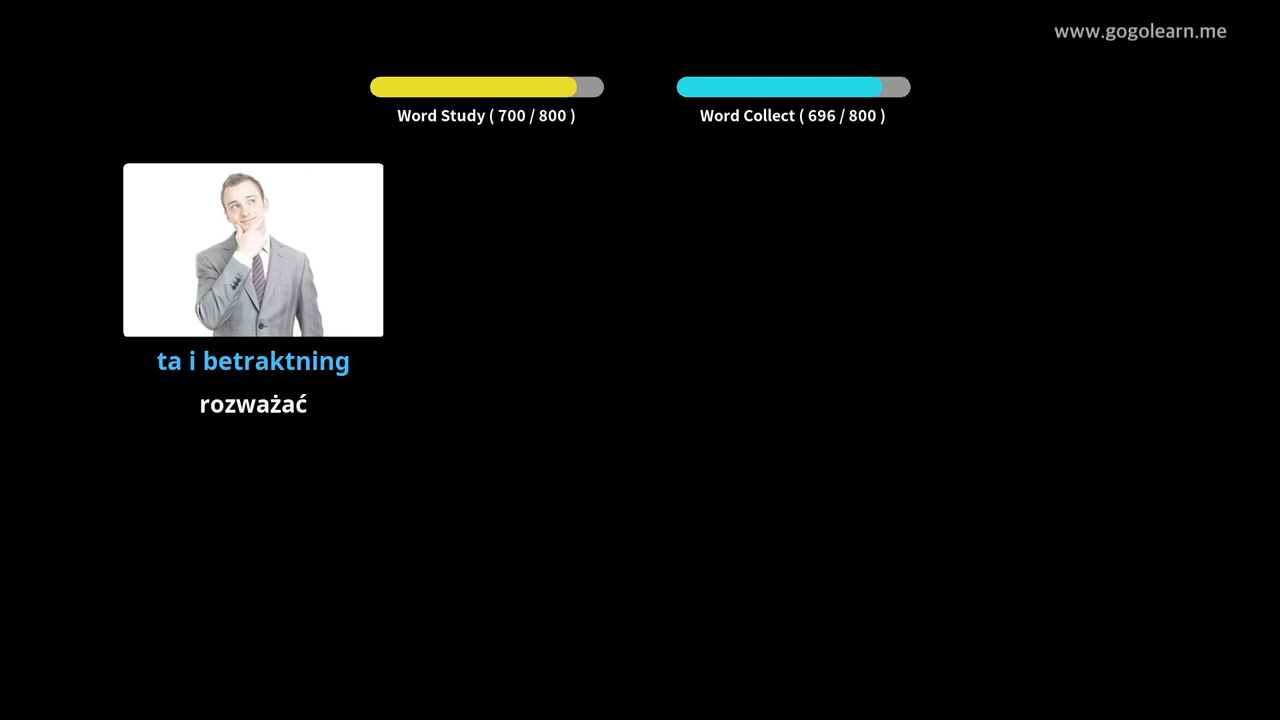 www.gogolearn.me
Word Study ( 700 / 800 )
Word Collect ( 696 / 800 )
ta i betraktning
rozważać